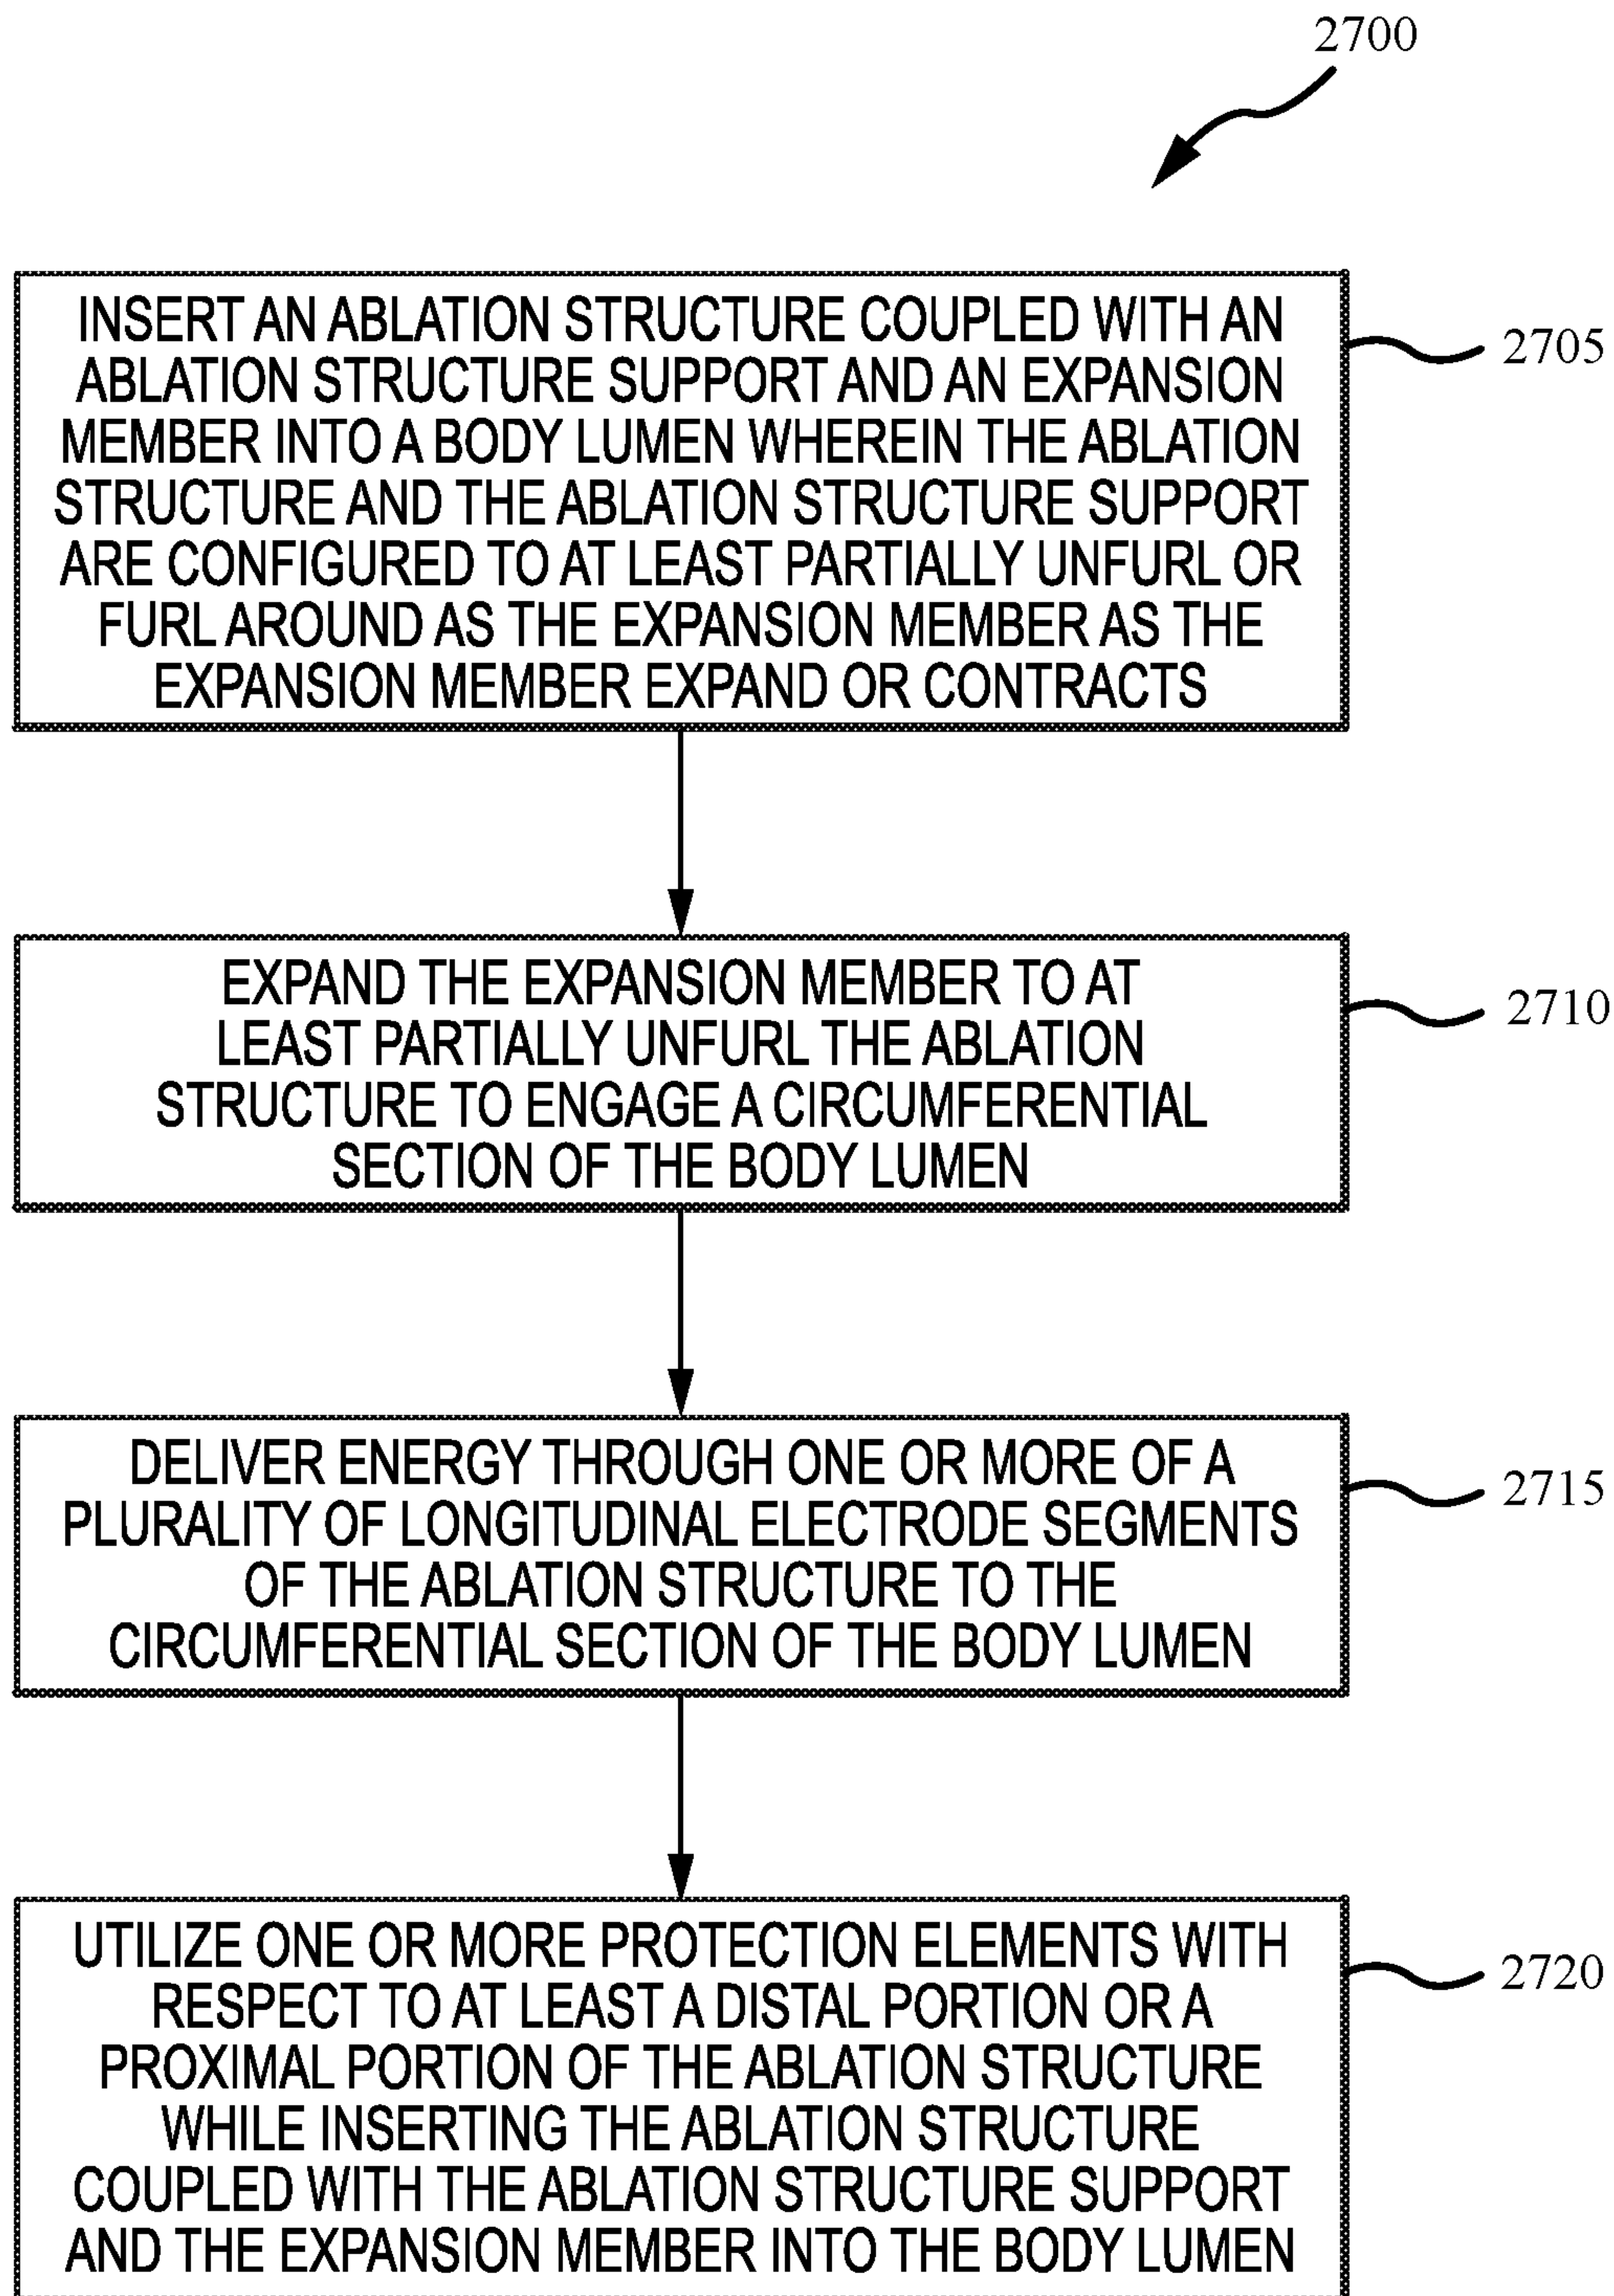 2700
INSERT AN ABLATION STRUCTURE COUPLED WITH AN
ABLATION STRUCTURE SUPPORT AND AN EXPANSION
MEMBER INTO A BODY LUMEN WHEREIN THE ABLATION
STRUCTURE AND THE ABLATION STRUCTURE SUPPORT
ARE CONFIGURED TO AT LEAST PARTIALLY UNFURL OR
FURL AROUND AS THE EXPANSION MEMBER AS THE
EXPANSION MEMBER EXPAND OR CONTRACTS
2705
EXPAND THE EXPANSION MEMBER TO AT
LEAST PARTIALLY UNFURL THE ABLATION
STRUCTURE TO ENGAGE A CIRCUMFERENTIAL
SECTION OF THE BODY LUMEN
2710
DELIVER ENERGY THROUGH ONE OR MORE OF A
PLURALITY OF LONGITUDINAL ELECTRODE SEGMENTS
OF THE ABLATION STRUCTURE TO THE
CIRCUMFERENTIAL SECTION OF THE BODY LUMEN
2715
UTILIZE ONE OR MORE PROTECTION ELEMENTS WITH
RESPECT TO AT LEAST A DISTAL PORTION OR A
PROXIMAL PORTION OF THE ABLATION STRUCTURE
WHILE INSERTING THE ABLATION STRUCTURE
COUPLED WITH THE ABLATION STRUCTURE SUPPORT
AND THE EXPANSION MEMBER INTO THE BODY LUMEN
2720